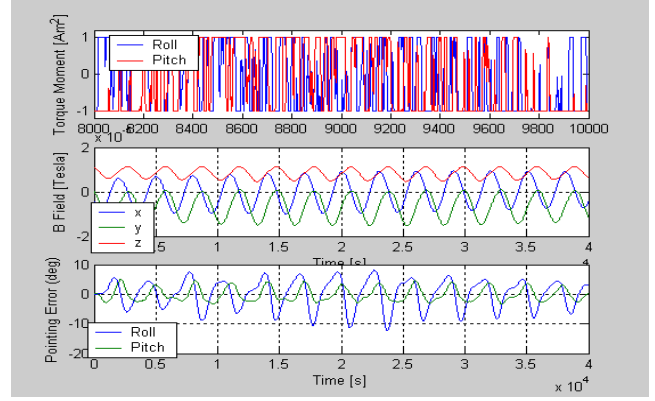 Torque Moment [Am²]
1
0
-1
Roll
Pitch
8000 8200 8400 8600 8800 9000 9200 9400 9600 9800 10000
B Field [Tesla]
2
0
-2
x
y
z
1.5 2 2.5 3 3.5 4
Time [s]
Pointing Error (deg)
10
0
-10
-20
Roll
Pitch
0 0.5 1 1.5 2 2.5 3 3.5 4
Time [s]
x 10⁴